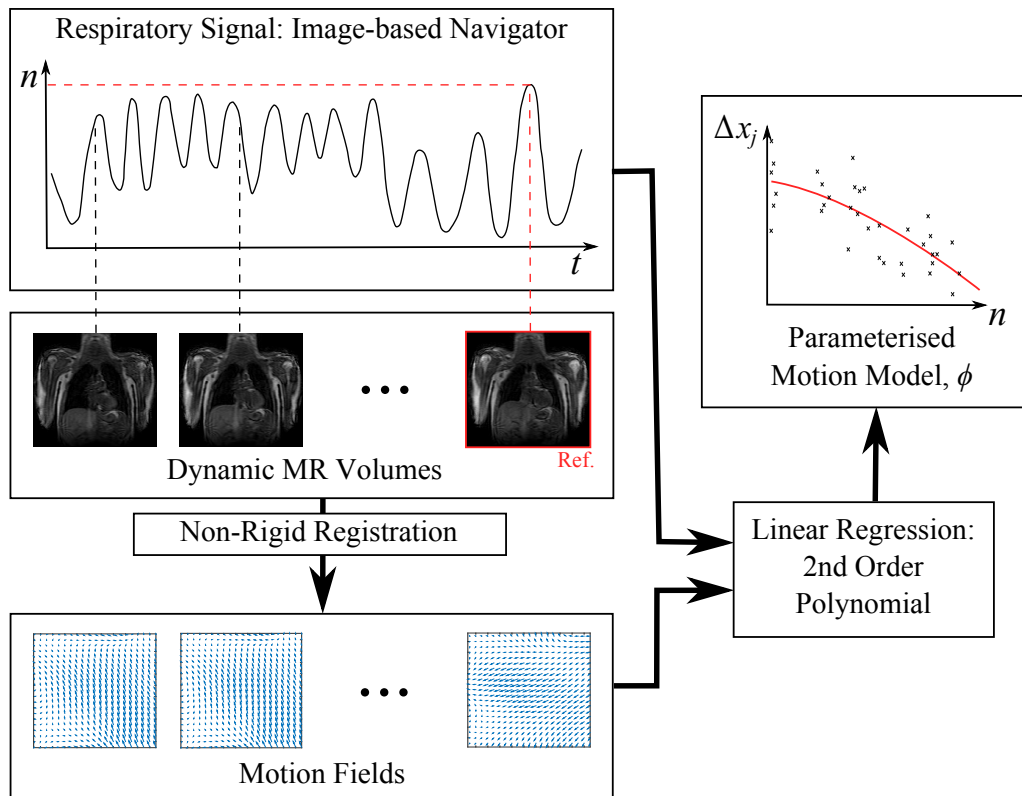 Respiratory Signal: Image-based Navigator
n
t
Dynamic MR Volumes
Ref.
Non-Rigid Registration
Motion Fields
Linear Regression:
2nd Order
Polynomial
Δx_j
n
Parameterised
Motion Model, ϕ